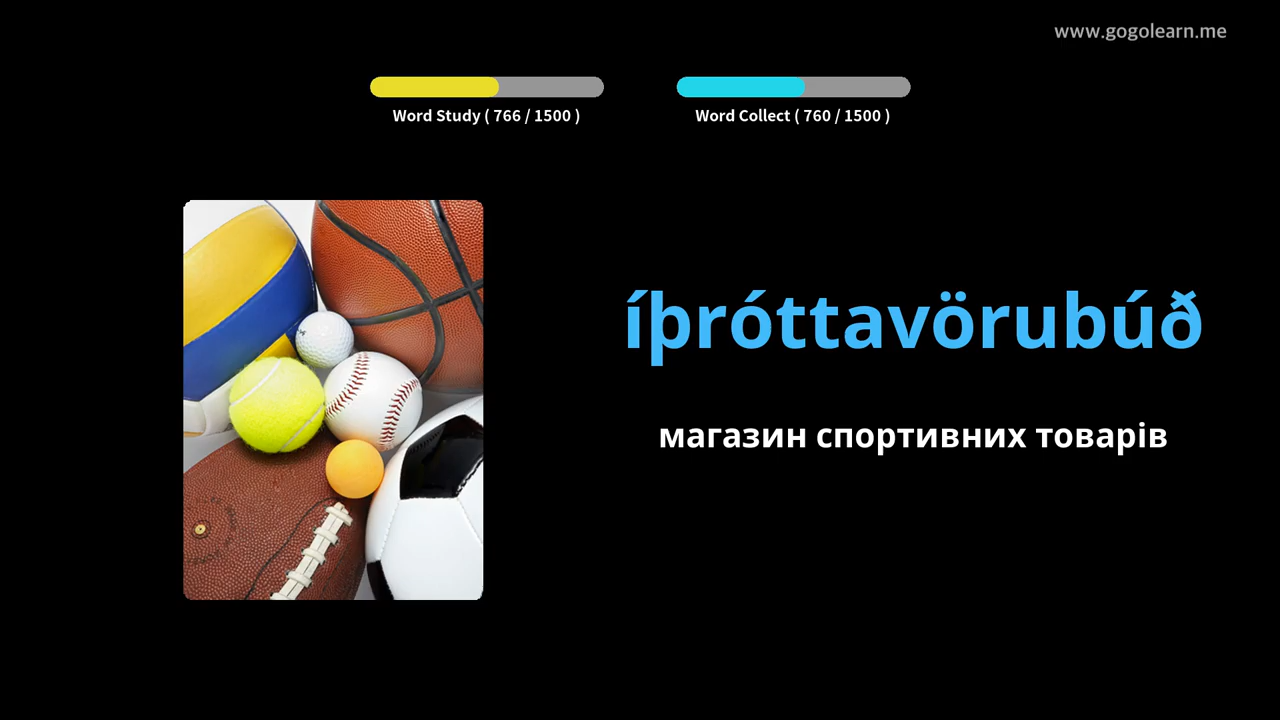 www.gogolearn.me
Word Study ( 766 / 1500 )
Word Collect ( 760 / 1500 )
íþróttavörubúð
магазин спортивних товарів